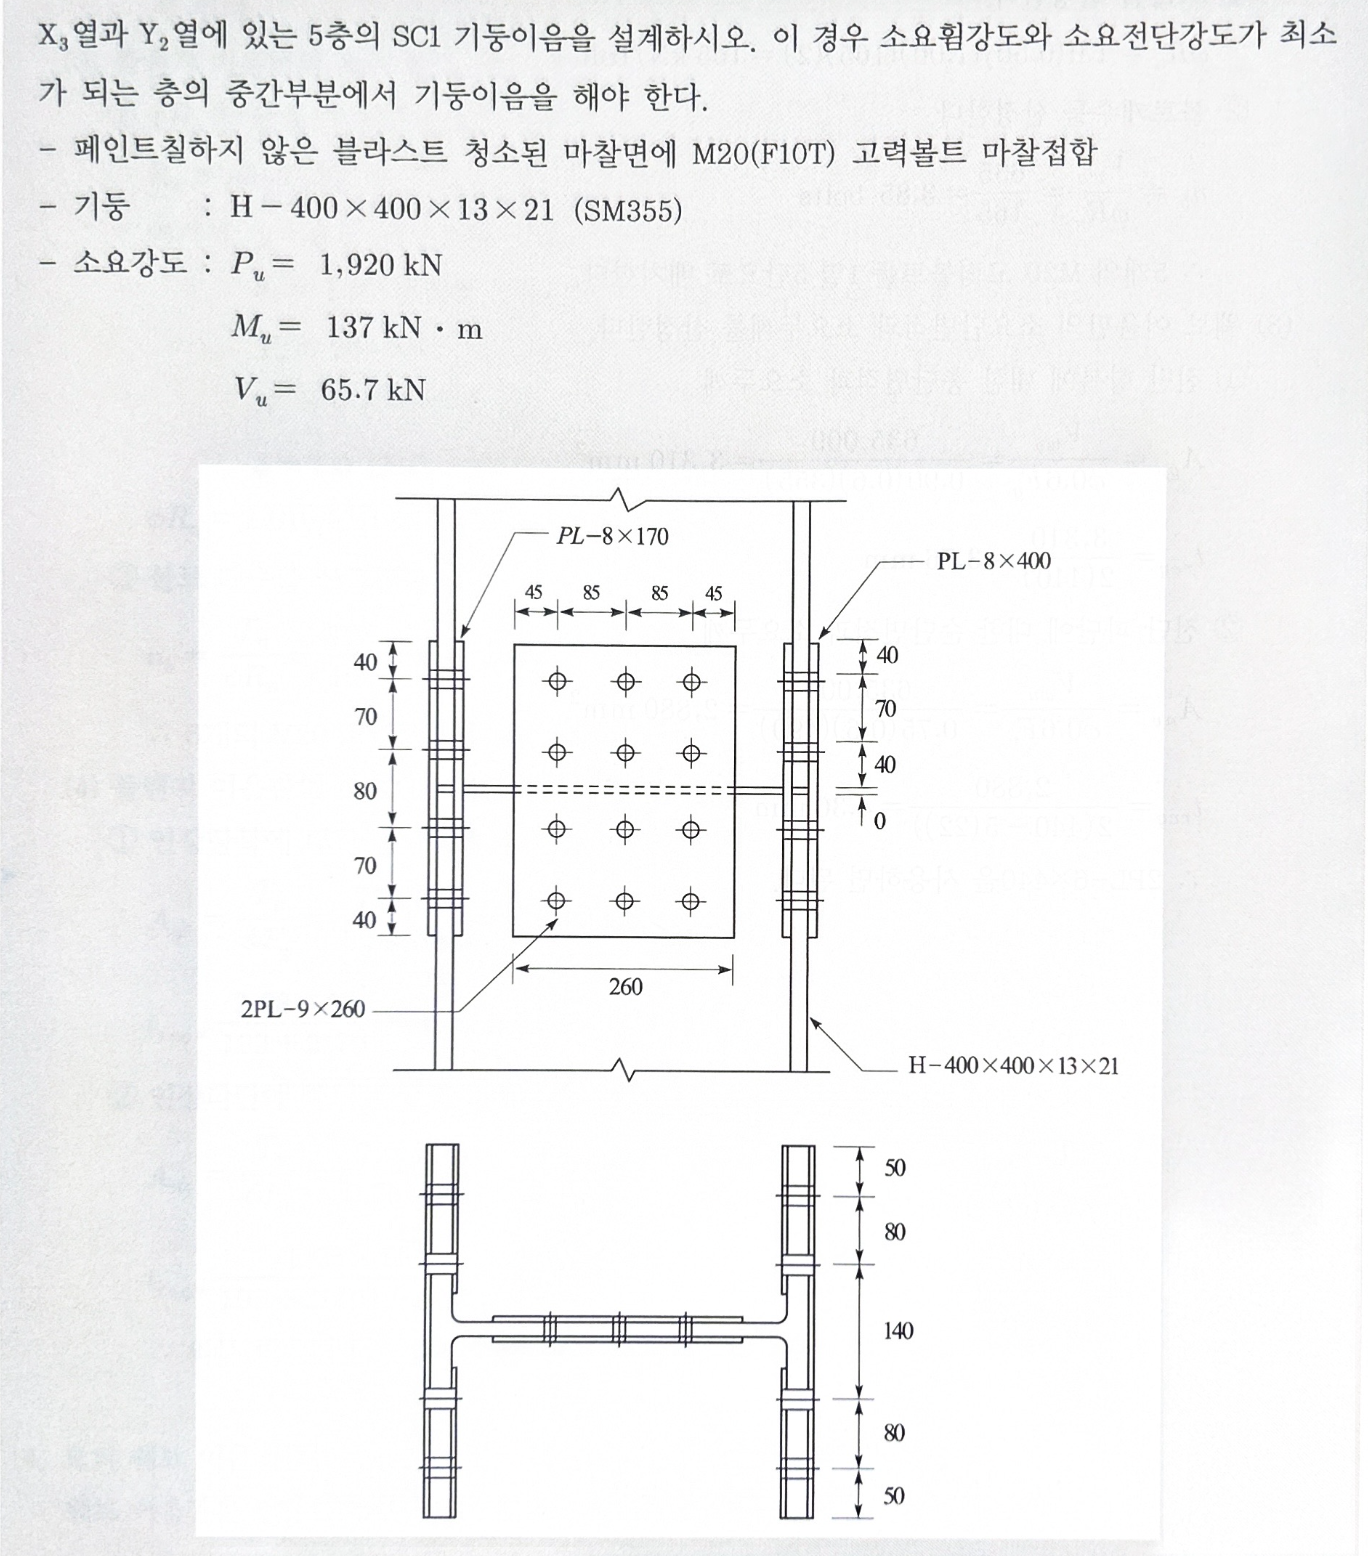 X₃열과 Y₂열에 있는 5층의 SC1 기둥이음을 설계하시오. 이 경우 소요휨강도와 소요전단강도가 최소
가 되는 층의 중간부분에서 기둥이음을 해야 한다.
- 페인트칠하지 않은 블라스트 청소된 마찰면에 M20(F10T) 고력볼트 마찰접합
- 기둥 : H-400×400×13×21 (SM355)
- 소요강도 : Pᵤ= 1,920 kN
Mᵤ= 137 kN·m
Vᵤ= 65.7 kN
PL-8×170
PL-8×400
45 85 85 45
40
70
80
70
40
40
70
40
0
260
2PL-9×260
H-400×400×13×21
50
80
140
80
50